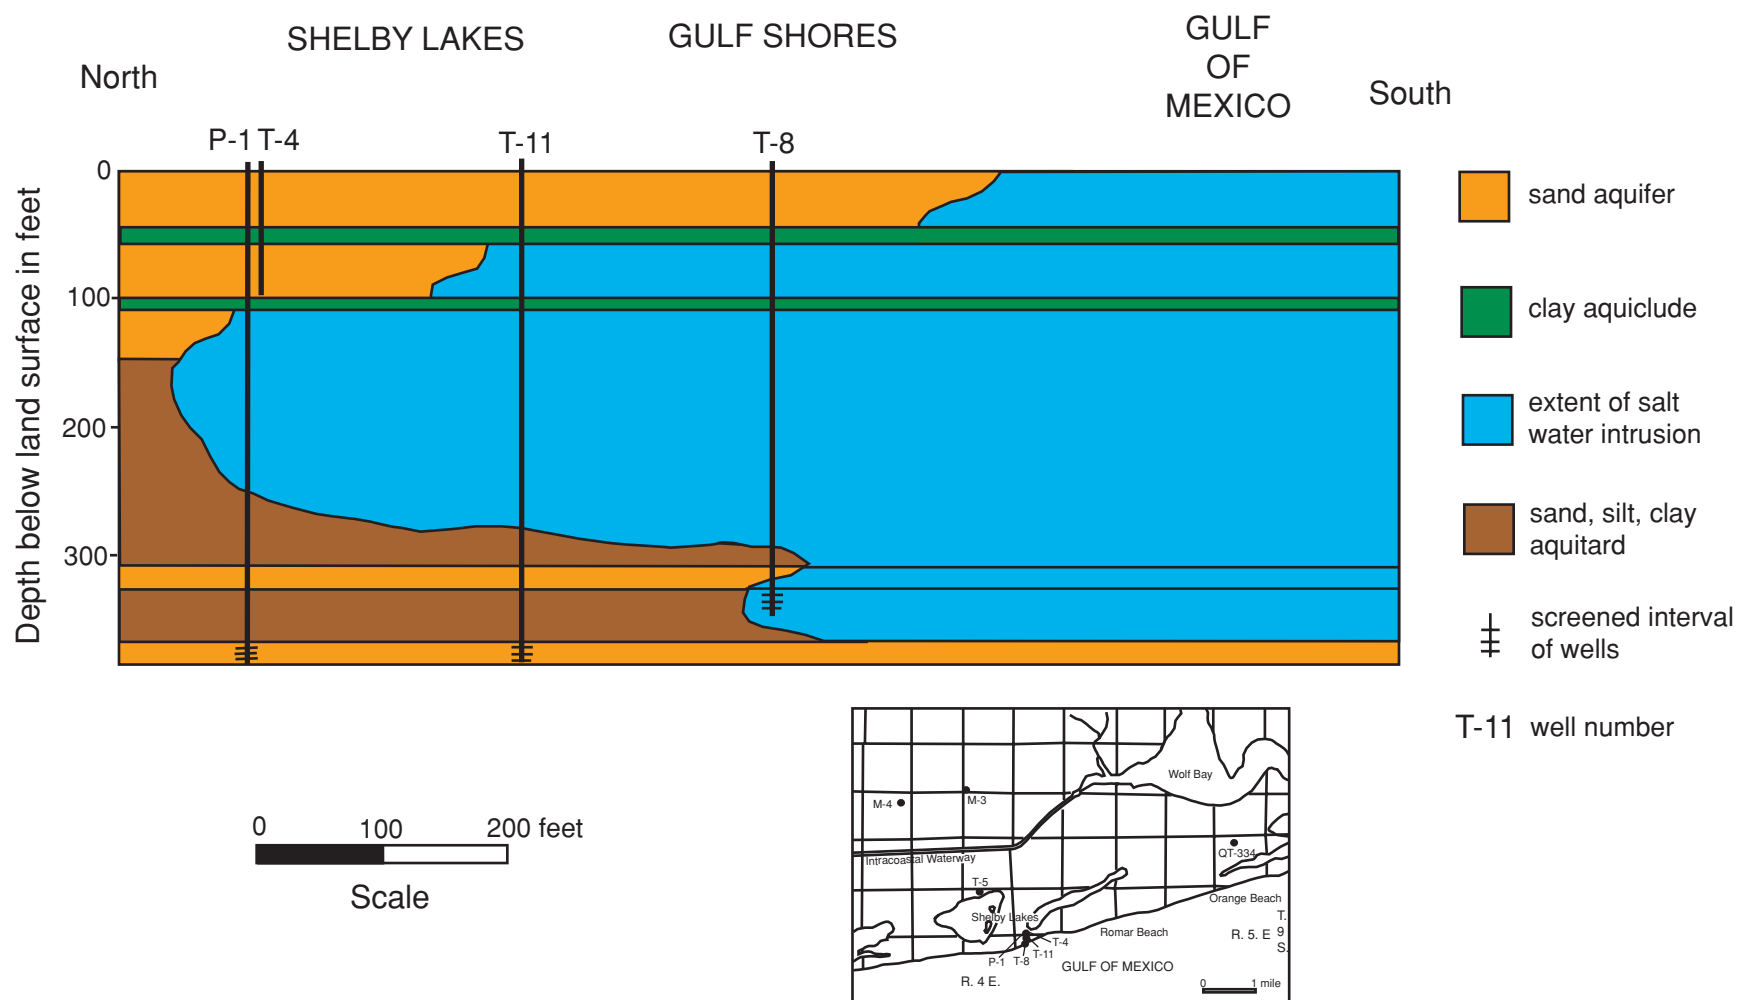 SHELBY LAKES
GULF SHORES
GULF
OF
MEXICO
North
South
P-1 T-4
T-11
T-8
Depth below land surface in feet
0
100
200
300
sand aquifer
clay aquiclude
extent of salt
water intrusion
sand, silt, clay
aquitard
screened interval
of wells
T-11 well number
0 100 200 feet
Scale
Wolf Bay
M-4
M-3
QT-334
Intracoastal Waterway
T-5
Orange Beach
Shelby Lakes
T.
9
S.
R. 5. E
Romar Beach
T-4
T-11
P-1
T-8
GULF OF MEXICO
R. 4 E.
0 1 mile